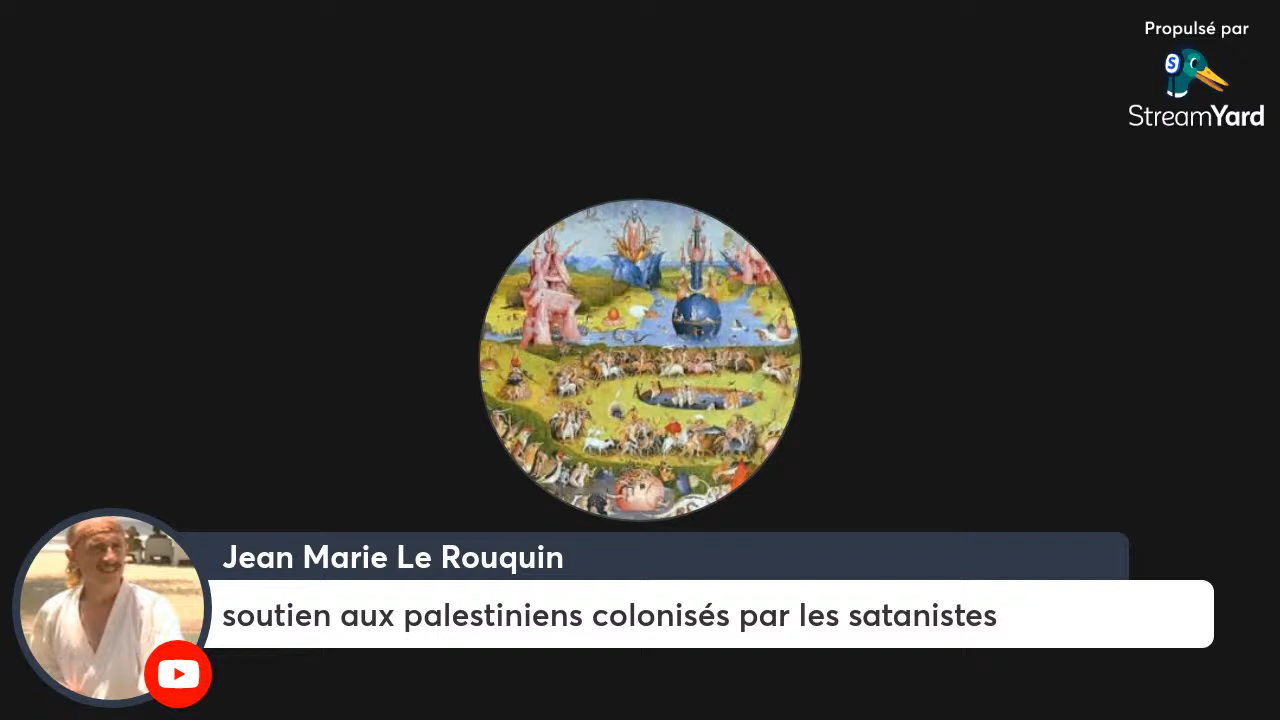 Propulsé par
S
StreamYard
Jean Marie Le Rouquin
soutien aux palestiniens colonisés par les satanistes